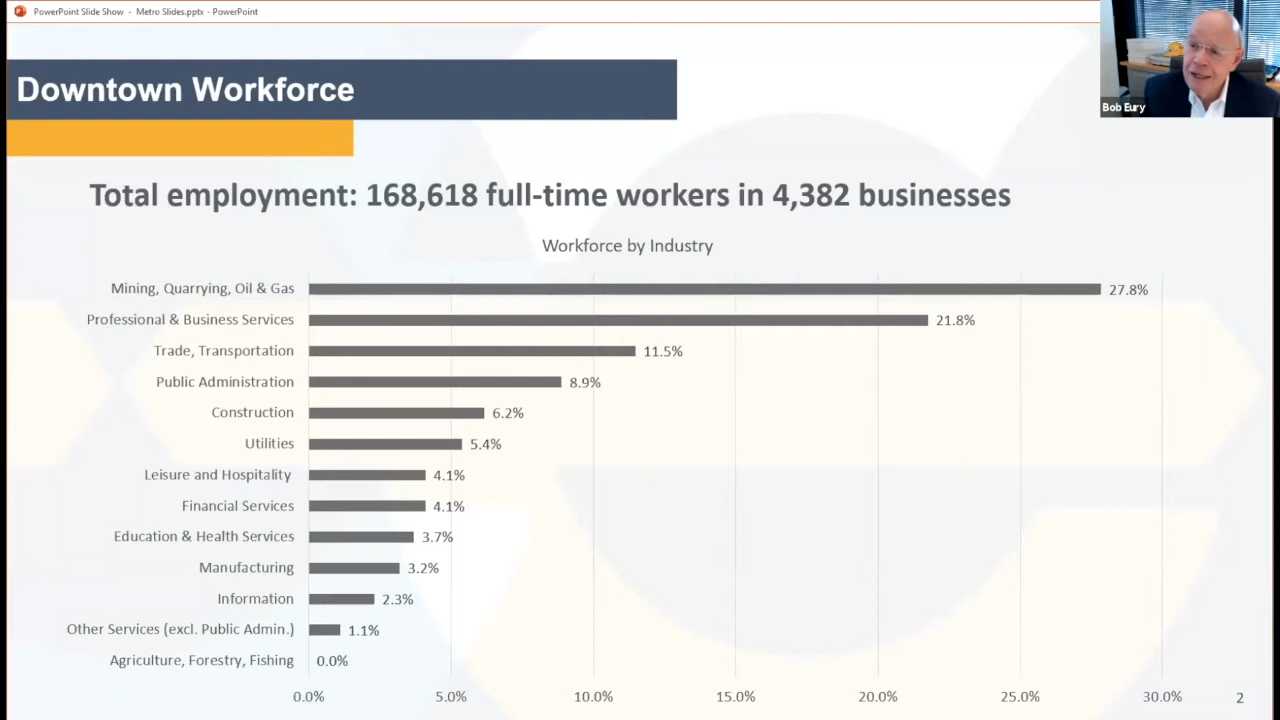 PowerPoint Slide Show - Metro Slides.pptx - PowerPoint
Bob Eury
Downtown Workforce
Total employment: 168,618 full-time workers in 4,382 businesses
Workforce by Industry
Mining, Quarrying, Oil & Gas 27.8%
Professional & Business Services 21.8%
Trade, Transportation 11.5%
Public Administration 8.9%
Construction 6.2%
Utilities 5.4%
Leisure and Hospitality 4.1%
Financial Services 4.1%
Education & Health Services 3.7%
Manufacturing 3.2%
Information 2.3%
Other Services (excl. Public Admin.) 1.1%
Agriculture, Forestry, Fishing 0.0%
0.0% 5.0% 10.0% 15.0% 20.0% 25.0% 30.0%
2